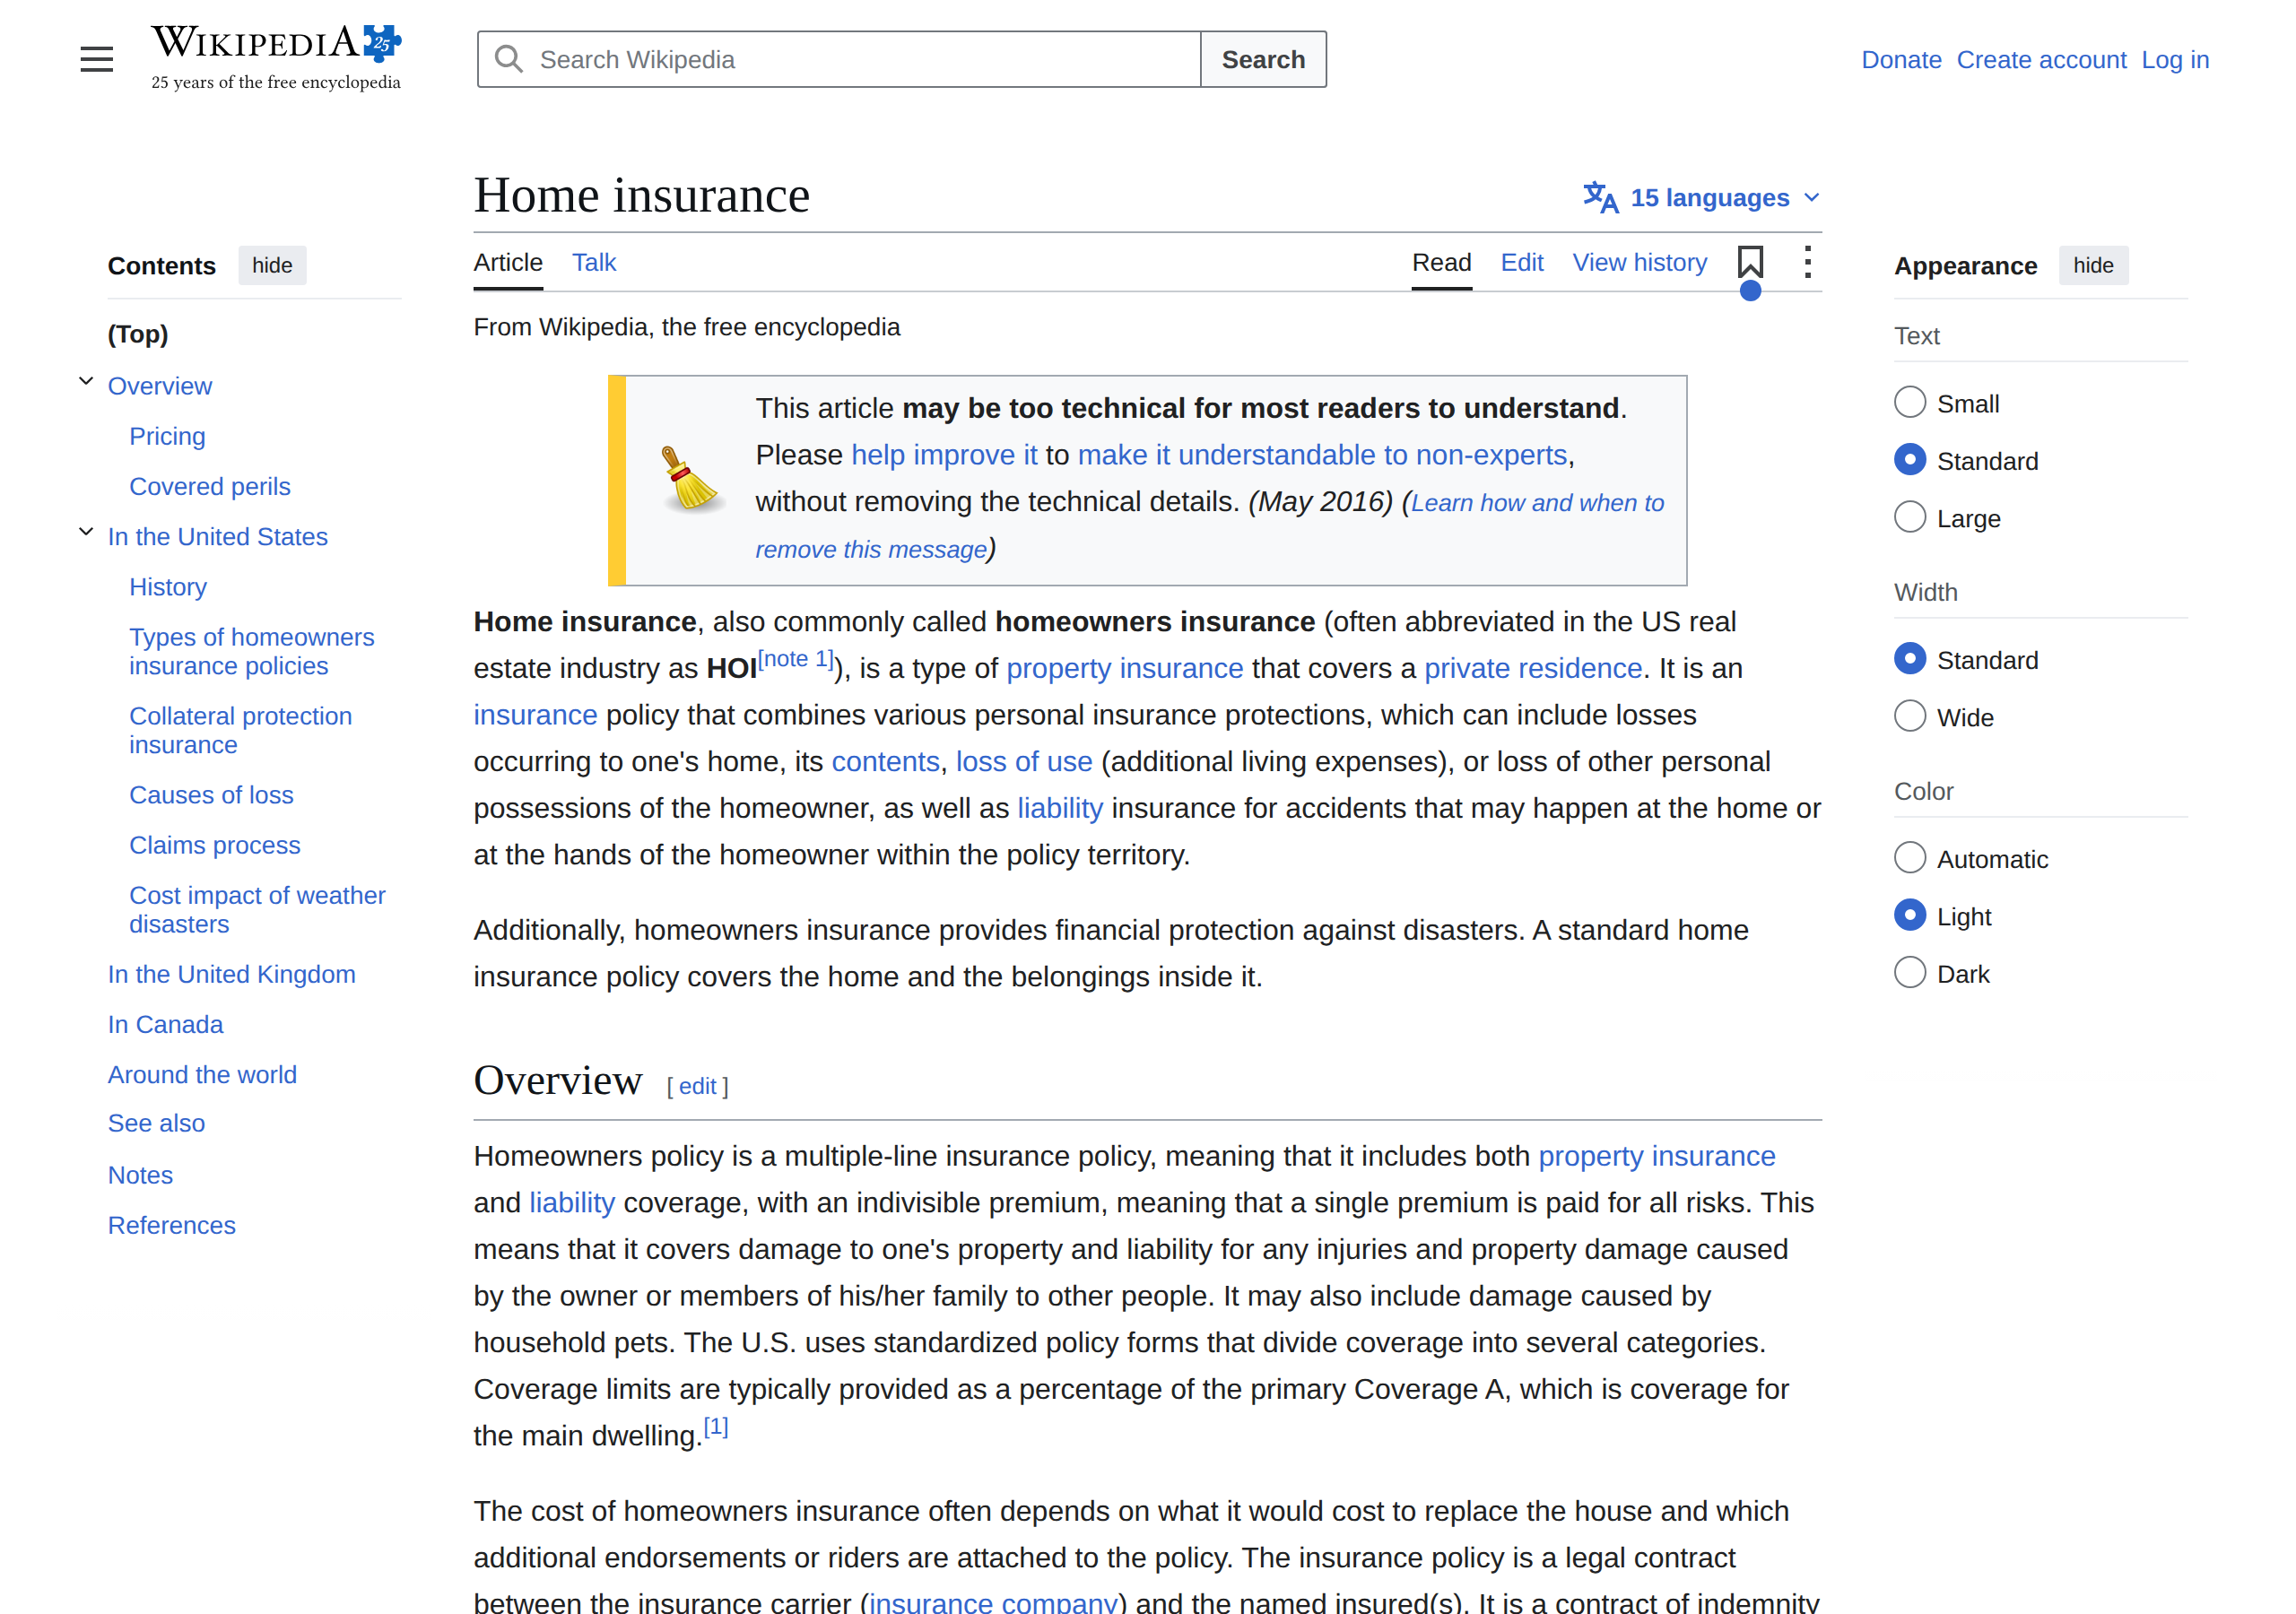 WIKIPEDIA 25
25 years of the free encyclopedia
Search Wikipedia
Search
Donate Create account Log in
Contents hide
(Top)
Overview
Pricing
Covered perils
In the United States
History
Types of homeowners
insurance policies
Collateral protection
insurance
Causes of loss
Claims process
Cost impact of weather
disasters
In the United Kingdom
In Canada
Around the world
See also
Notes
References
Home insurance
15 languages
Article Talk
Read Edit View history
From Wikipedia, the free encyclopedia
This article may be too technical for most readers to understand.
Please help improve it to make it understandable to non-experts,
without removing the technical details. (May 2016) (Learn how and when to
remove this message)
Home insurance, also commonly called homeowners insurance (often abbreviated in the US real
estate industry as HOI[note 1]), is a type of property insurance that covers a private residence. It is an
insurance policy that combines various personal insurance protections, which can include losses
occurring to one's home, its contents, loss of use (additional living expenses), or loss of other personal
possessions of the homeowner, as well as liability insurance for accidents that may happen at the home or
at the hands of the homeowner within the policy territory.
Additionally, homeowners insurance provides financial protection against disasters. A standard home
insurance policy covers the home and the belongings inside it.
Overview [ edit ]
Homeowners policy is a multiple-line insurance policy, meaning that it includes both property insurance
and liability coverage, with an indivisible premium, meaning that a single premium is paid for all risks. This
means that it covers damage to one's property and liability for any injuries and property damage caused
by the owner or members of his/her family to other people. It may also include damage caused by
household pets. The U.S. uses standardized policy forms that divide coverage into several categories.
Coverage limits are typically provided as a percentage of the primary Coverage A, which is coverage for
the main dwelling.[1]
The cost of homeowners insurance often depends on what it would cost to replace the house and which
additional endorsements or riders are attached to the policy. The insurance policy is a legal contract
between the insurance carrier (insurance company) and the named insured(s). It is a contract of indemnity
Appearance hide
Text
Small
Standard
Large
Width
Standard
Wide
Color
Automatic
Light
Dark